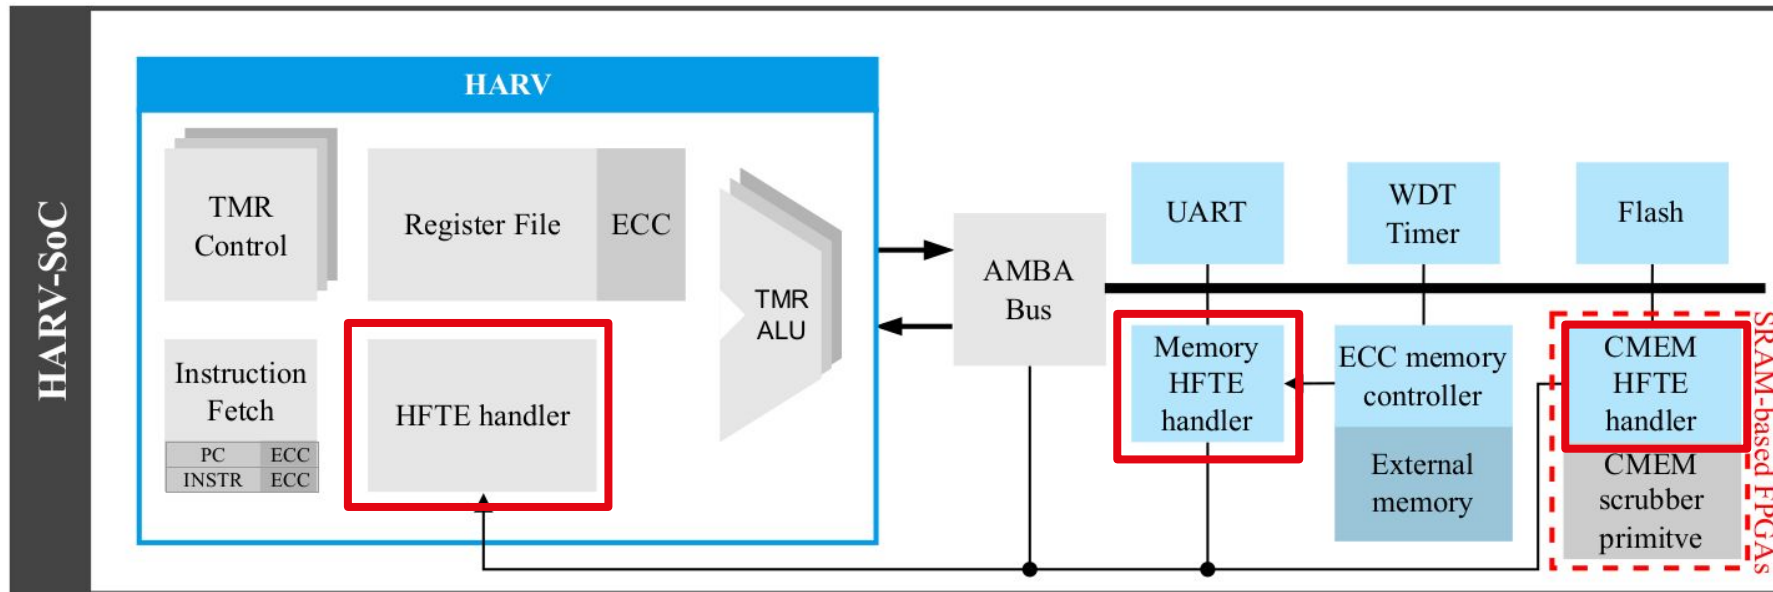 HARV-SoC
HARV
TMR
Control
Register File
ECC
TMR
ALU
Instruction
Fetch
PC
ECC
INSTR
ECC
HFTE handler
AMBA
Bus
UART
WDT
Timer
Flash
Memory
HFTE
handler
ECC memory
controller
External
memory
CMEM
HFTE
handler
CMEM
scrubber
primitve
SRAM-based FPGAs